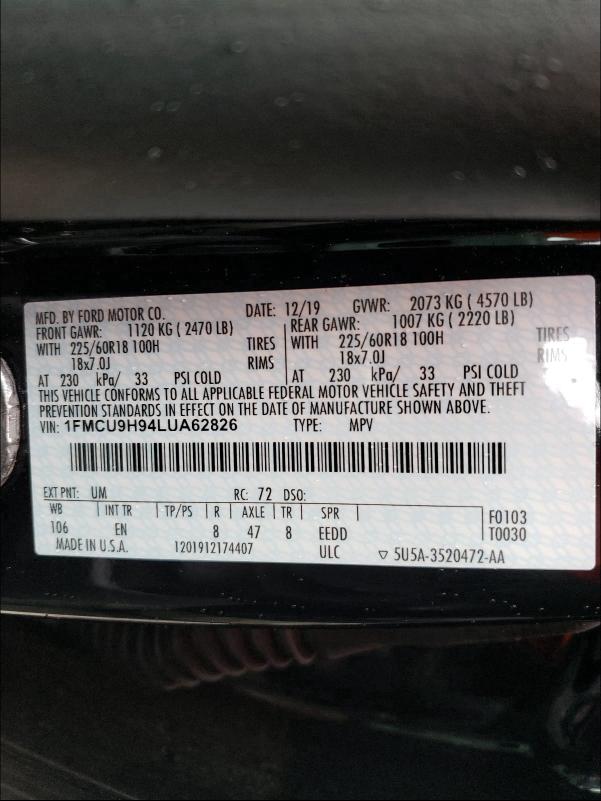 MFD. BY FORD MOTOR CO. DATE: 12/19 GVWR: 2073 KG ( 4570 LB)
FRONT GAWR: 1120 KG ( 2470 LB) REAR GAWR: 1007 KG ( 2220 LB)
WITH 225/60R18 100H TIRES WITH 225/60R18 100H TIRES
18x7.0J RIMS 18x7.0J RIMS
AT 230 kPa/ 33 PSI COLD AT 230 kPa/ 33 PSI COLD
THIS VEHICLE CONFORMS TO ALL APPLICABLE FEDERAL MOTOR VEHICLE SAFETY AND THEFT
PREVENTION STANDARDS IN EFFECT ON THE DATE OF MANUFACTURE SHOWN ABOVE.
VIN: 1FMCU9H94LUA62826 TYPE: MPV
EXT PNT: UM RC: 72 DSO:
WB INT TR TP/PS R AXLE TR SPR F0103
106 EN 8 47 8 EEDD T0030
MADE IN U.S.A. 1201912174407 ULC ▽ 5U5A-3520472-AA